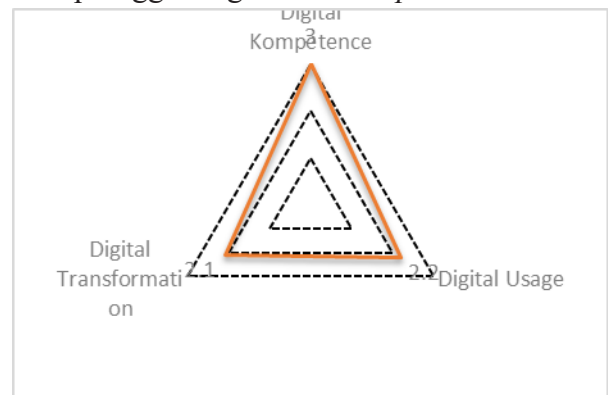 Digital
Kompetence
3
Digital
Transformati
on
2.1
2.2
Digital Usage